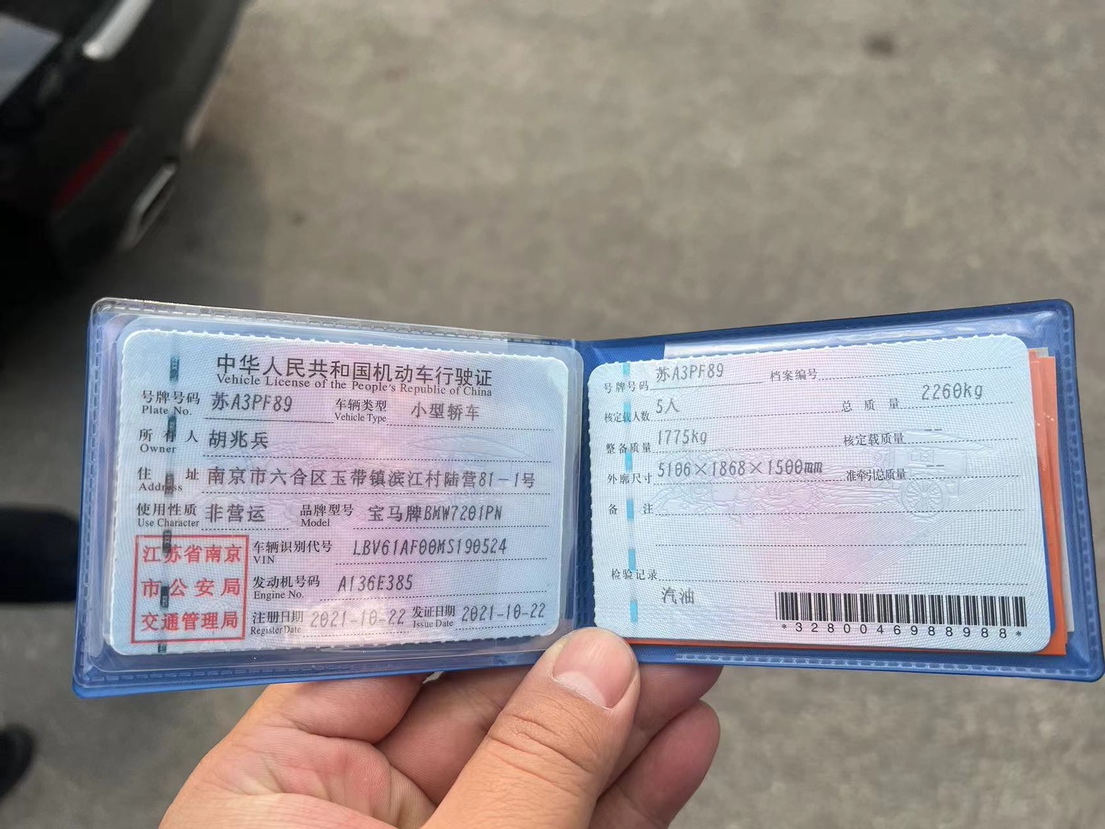 中华人民共和国机动车行驶证
Vehicle License of the People's Republic of China
号牌号码 苏A3PF89 车辆类型 小型轿车
Plate No. Vehicle Type
所有人 胡兆兵
Owner
住址 南京市六合区玉带镇滨江村陆营81-1号
Address
使用性质 非营运 品牌型号 宝马牌BMW7201PN
Use Character Model
江苏省南京
市公安局
交通管理局
车辆识别代号 LBV61AF00MS190524
VIN
发动机号码 A136E385
Engine No.
注册日期 2021-10-22 发证日期 2021-10-22
Register Date Issue Date
号牌号码 苏A3PF89 档案编号
核定载人数 5人 总质量 2260kg
整备质量 1775kg 核定载质量 --
外廓尺寸 5106×1868×1500mm 准牵引总质量 --
备注
检验记录
汽油
*3280046988988*